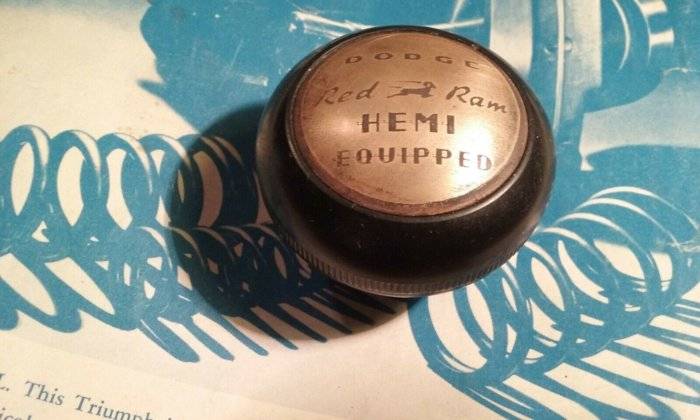 DODGE
Red Ram
HEMI
EQUIPPED
L. This Triumph